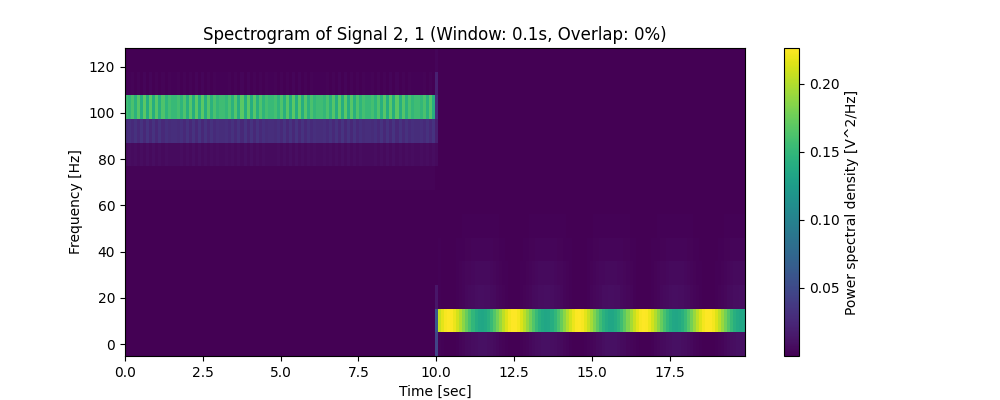 Spectrogram of Signal 2, 1 (Window: 0.1s, Overlap: 0%)
120
100
80
60
40
20
0
Frequency [Hz]
0.0 2.5 5.0 7.5 10.0 12.5 15.0 17.5
Time [sec]
0.20
0.15
0.10
0.05
Power spectral density [V^2/Hz]